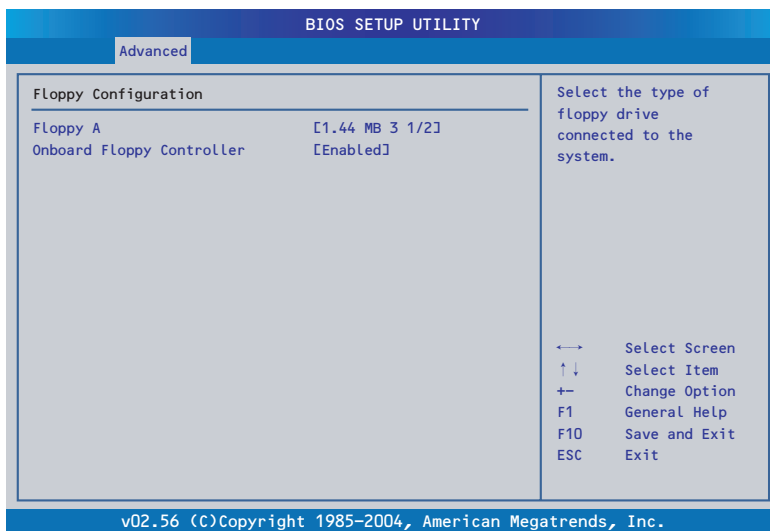 BIOS SETUP UTILITY
Advanced
Floppy Configuration
Floppy A [1.44 MB 3 1/2]
Onboard Floppy Controller [Enabled]
Select the type of
floppy drive
connected to the
system.
←→ Select Screen
↑↓ Select Item
+- Change Option
F1 General Help
F10 Save and Exit
ESC Exit
v02.56 (C)Copyright 1985-2004, American Megatrends, Inc.